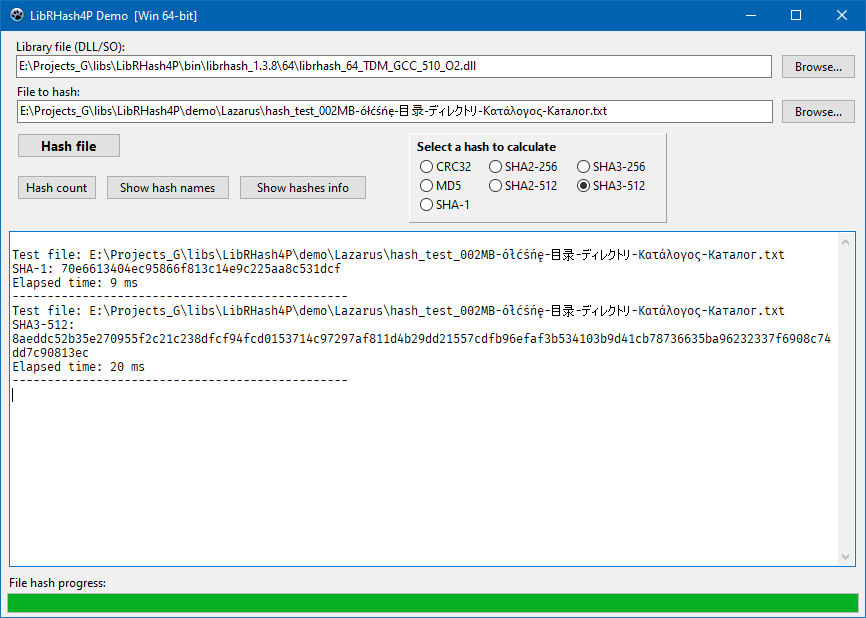 LibRHash4P Demo [Win 64-bit]
Library file (DLL/SO):
E:\Projects_G\libs\LibRHash4P\bin\librhash_1.3.8\64\librhash_64_TDM_GCC_510_O2.dll
Browse...
File to hash:
E:\Projects_G\libs\LibRHash4P\demo\Lazarus\hash_test_002MB-ółćśńę-目录-ディレクトリ-Κατάλογος-Каталог.txt
Browse...
Hash file
Hash count
Show hash names
Show hashes info
Select a hash to calculate
CRC32
SHA2-256
SHA3-256
MD5
SHA2-512
SHA3-512
SHA-1
Test file: E:\Projects_G\libs\LibRHash4P\demo\Lazarus\hash_test_002MB-ółćśńę-目录-ディレクトリ-Κατάλογος-Каталог.txt
SHA-1: 70e6613404ec95866f813c14e9c225aa8c531dcf
Elapsed time: 9 ms
------------------------------------------------
Test file: E:\Projects_G\libs\LibRHash4P\demo\Lazarus\hash_test_002MB-ółćśńę-目录-ディレクトリ-Κατάλογος-Каталог.txt
SHA3-512:
8aeddc52b35e270955f2c21c238dfcf94fcd0153714c97297af811d4b29dd21557cdfb96efaf3b534103b9d41cb78736635ba96232337f6908c74
dd7c90813ec
Elapsed time: 20 ms
------------------------------------------------
File hash progress: